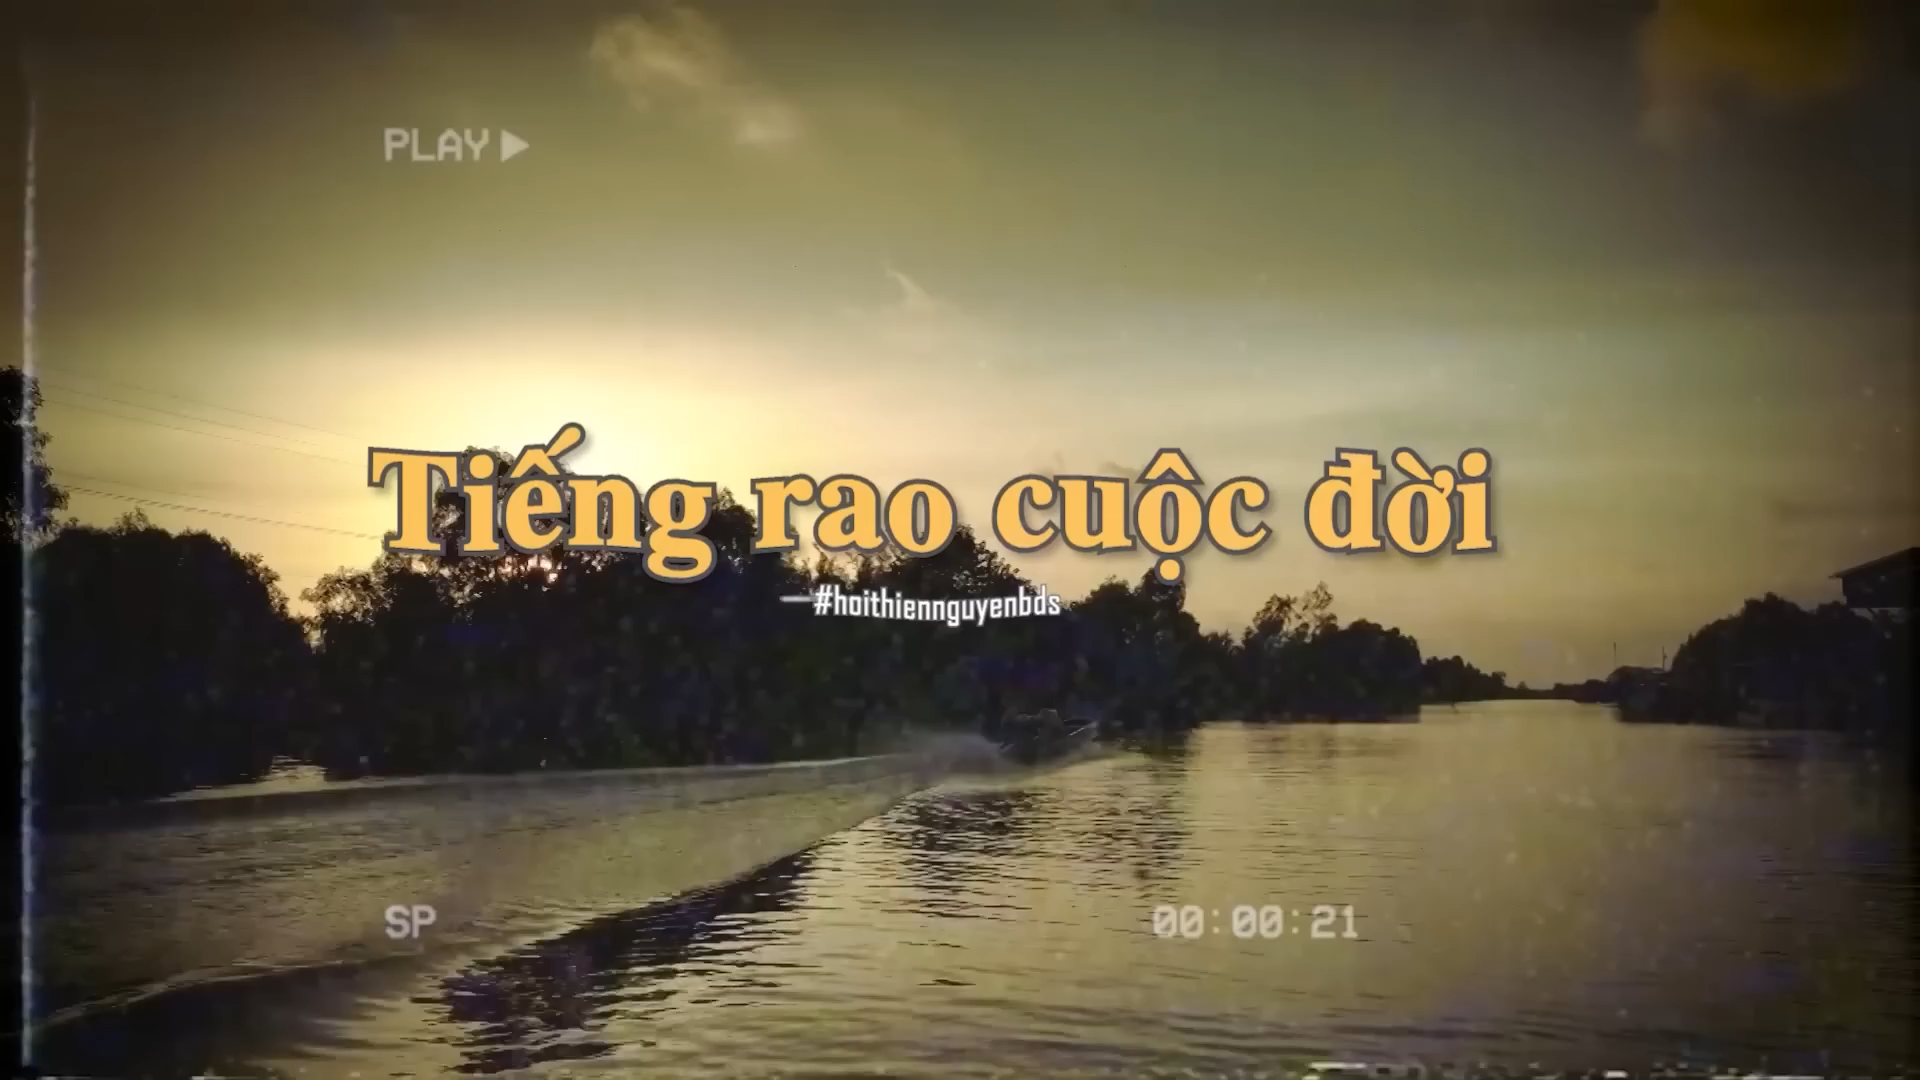 PLAY
Tiếng rao cuộc đời
#hoithiennguyenbds
SP
00:00:21